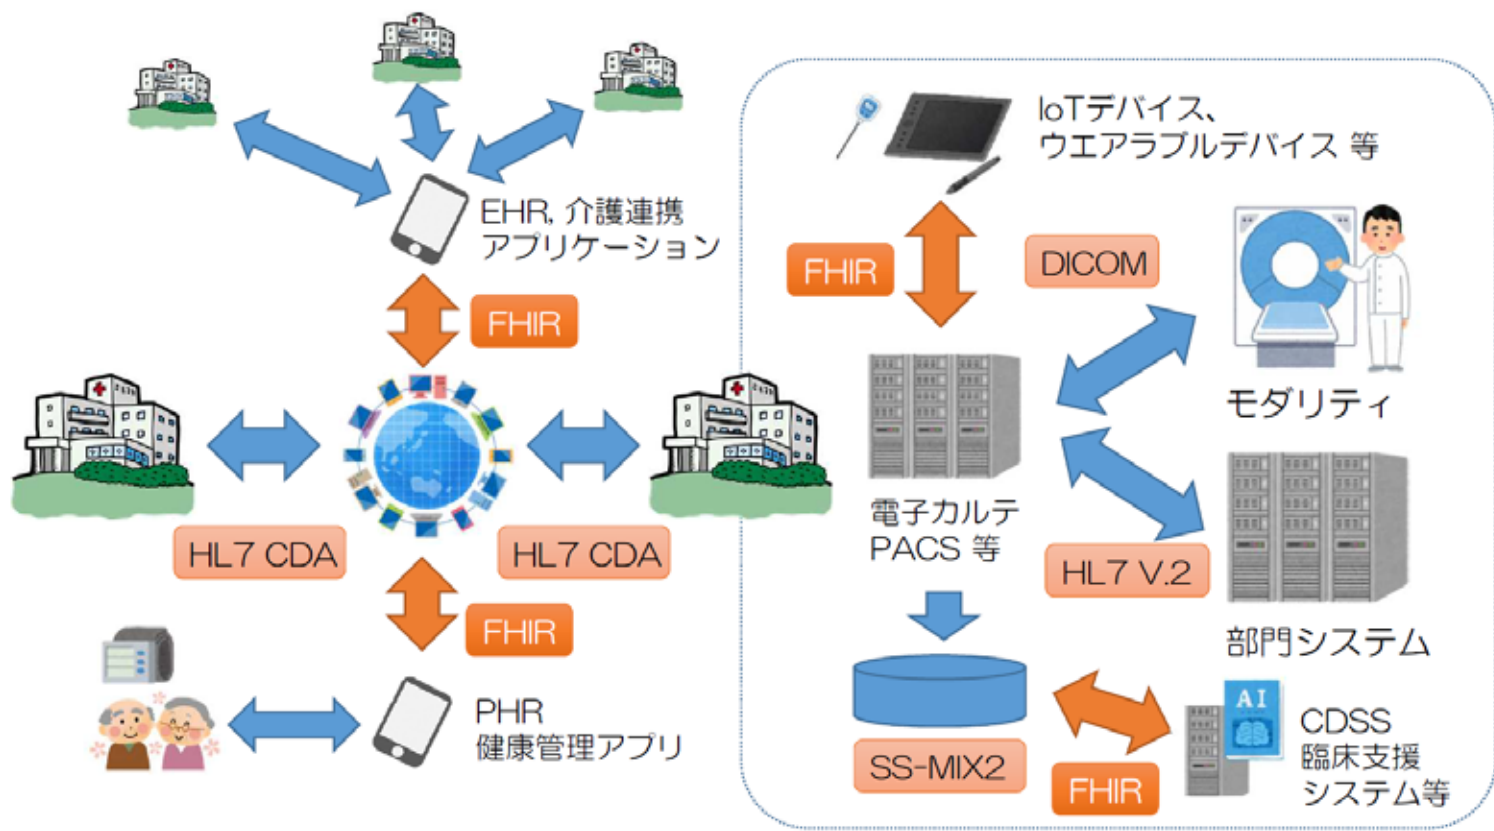 EHR, 介護連携
アプリケーション
FHIR
HL7 CDA
HL7 CDA
FHIR
PHR
健康管理アプリ
IoTデバイス、
ウエアラブルデバイス 等
FHIR
DICOM
モダリティ
電子カルテ
PACS 等
HL7 V.2
部門システム
SS-MIX2
FHIR
AI
CDSS
臨床支援
システム等